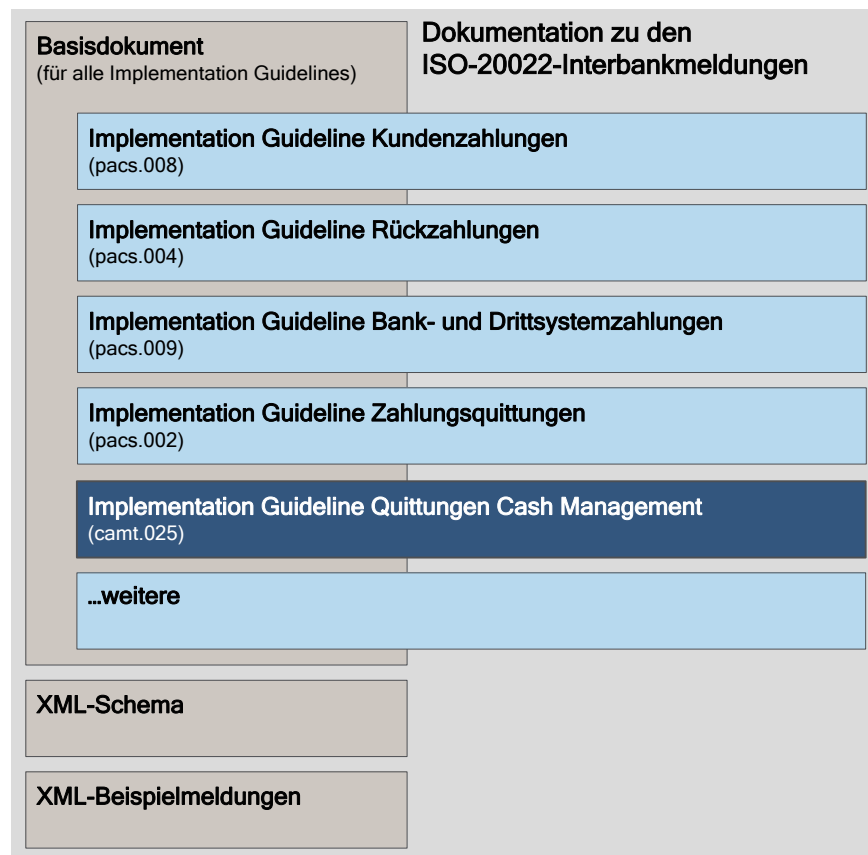 Basisdokument
(für alle Implementation Guidelines)
Dokumentation zu den
ISO-20022-Interbankmeldungen
Implementation Guideline Kundenzahlungen
(pacs.008)
Implementation Guideline Rückzahlungen
(pacs.004)
Implementation Guideline Bank- und Drittsystemzahlungen
(pacs.009)
Implementation Guideline Zahlungsquittungen
(pacs.002)
Implementation Guideline Quittungen Cash Management
(camt.025)
...weitere
XML-Schema
XML-Beispielmeldungen